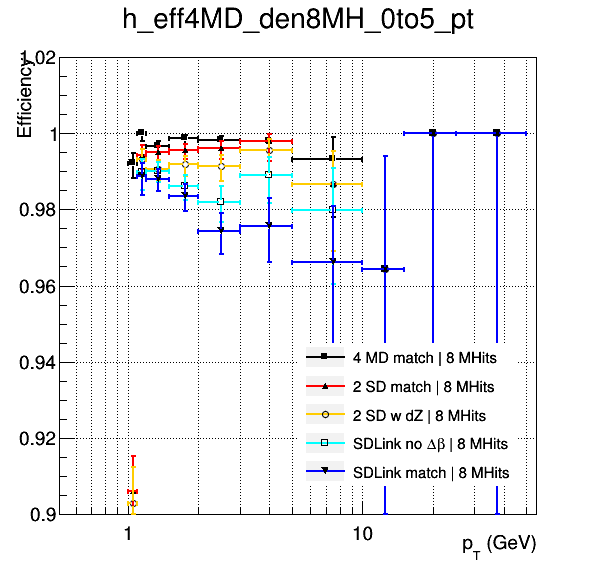 h_eff4MD_den8MH_0to5_pt
Efficiency
1.02
1
0.98
0.96
0.94
0.92
0.9
4 MD match | 8 MHits
2 SD match | 8 MHits
2 SD w dZ | 8 MHits
SDLink no Δβ | 8 MHits
SDLink match | 8 MHits
1
10
p_T (GeV)